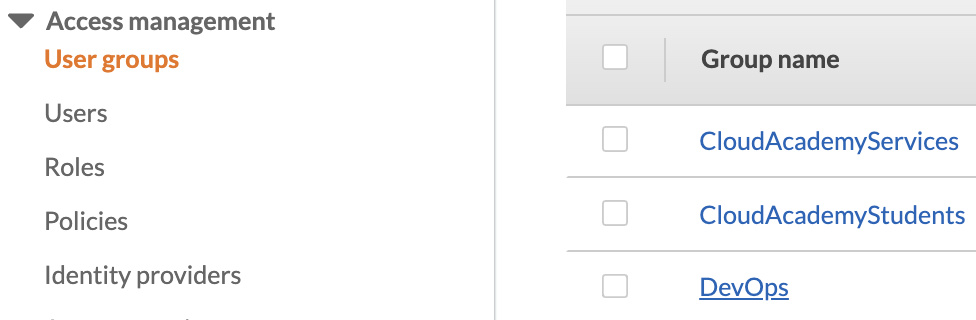 Access management
User groups
Users
Roles
Policies
Identity providers
Group name
CloudAcademyServices
CloudAcademyStudents
DevOps